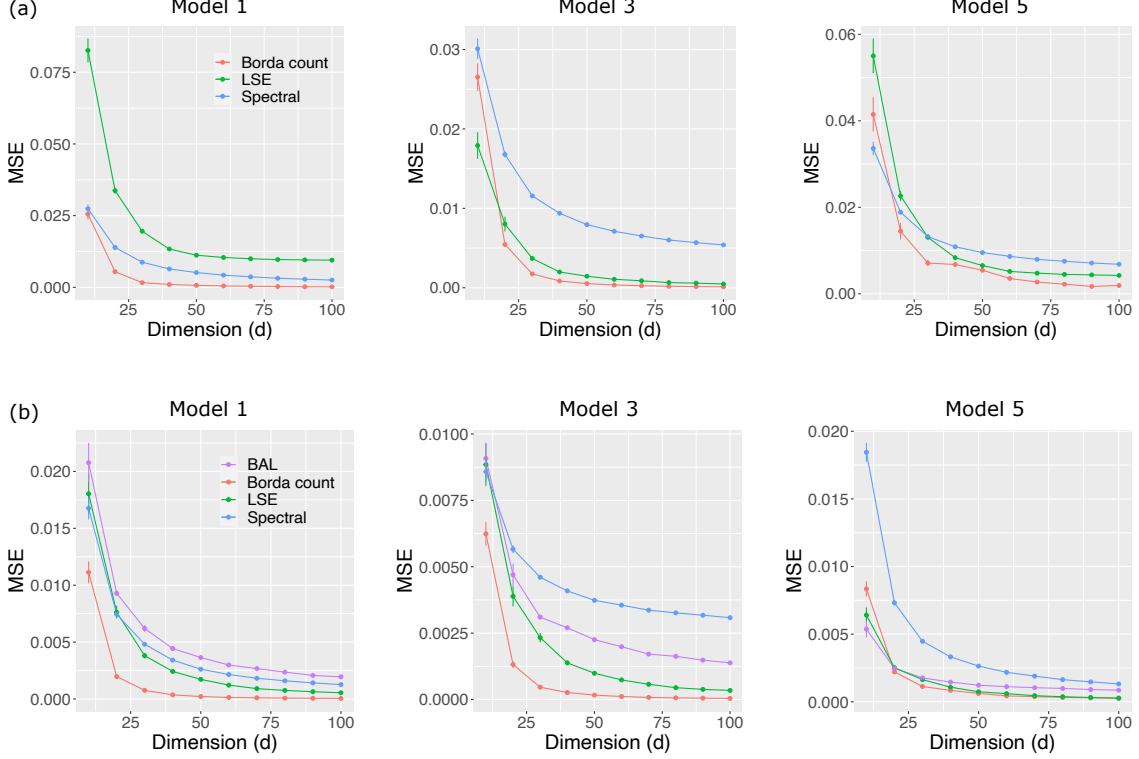 (a)
Model 1
Model 3
Model 5
MSE
0.075
0.050
0.025
0.000
Borda count
LSE
Spectral
25
50
75
100
Dimension (d)
MSE
0.03
0.02
0.01
0.00
25
50
75
100
Dimension (d)
MSE
0.06
0.04
0.02
0.00
25
50
75
100
Dimension (d)
(b)
Model 1
Model 3
Model 5
MSE
0.020
0.015
0.010
0.005
0.000
BAL
Borda count
LSE
Spectral
25
50
75
100
Dimension (d)
MSE
0.0100
0.0075
0.0050
0.0025
0.0000
25
50
75
100
Dimension (d)
MSE
0.020
0.015
0.010
0.005
0.000
25
50
75
100
Dimension (d)